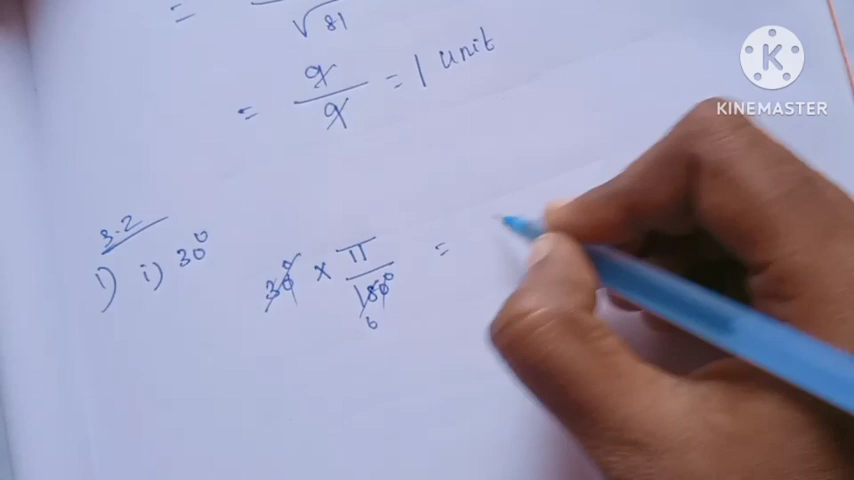 =
√81
= 9/9 = 1 unit
3.2
1) i) 30° 30° × π/180° =
6
K
KINEMASTER